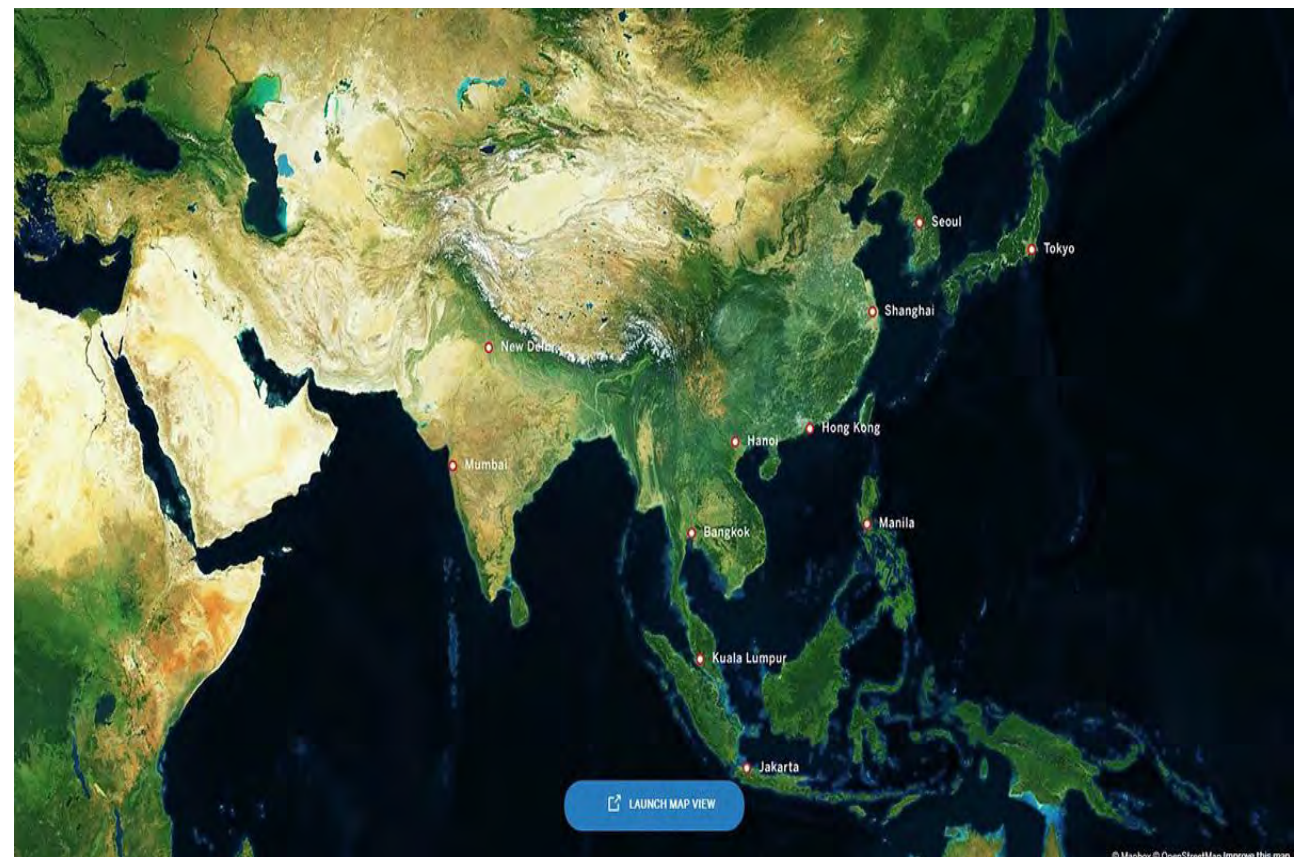 Seoul
Tokyo
Shanghai
New Delhi
Hong Kong
Hanoi
Mumbai
Manila
Bangkok
Kuala Lumpur
Jakarta
LAUNCH MAP VIEW
© Mapbox © OpenStreetMap Improve this map